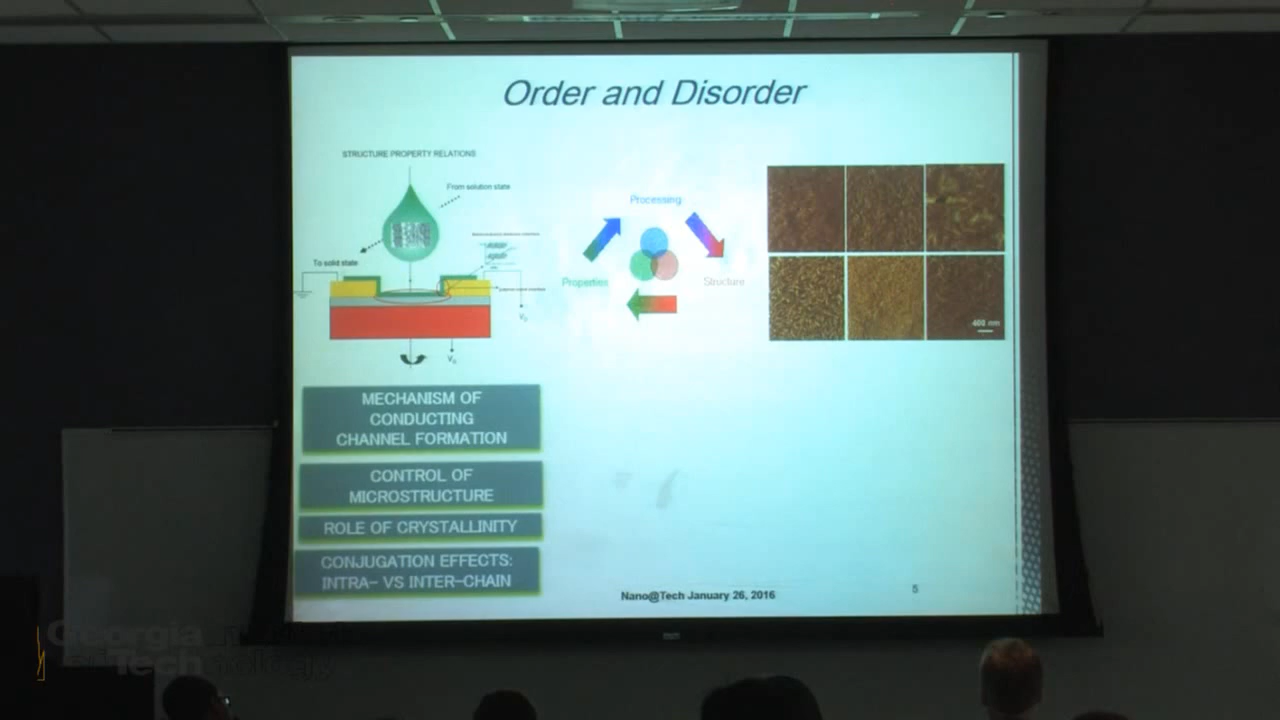 Order and Disorder
STRUCTURE PROPERTY RELATIONS
From solution state
To solid state
V
V
Processing
Properties
Structure
400 nm
MECHANISM OF
CONDUCTING
CHANNEL FORMATION
CONTROL OF
MICROSTRUCTURE
ROLE OF CRYSTALLINITY
CONJUGATION EFFECTS:
INTRA- VS INTER-CHAIN
Nano@Tech January 26, 2016
5
Georgia
Tech